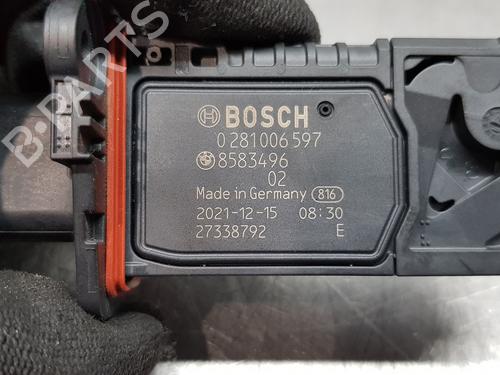 BOSCH
0 281 006 597
8583496
02
Made in Germany 816
2021-12-15 08:30
27338792 E
B-PARTS